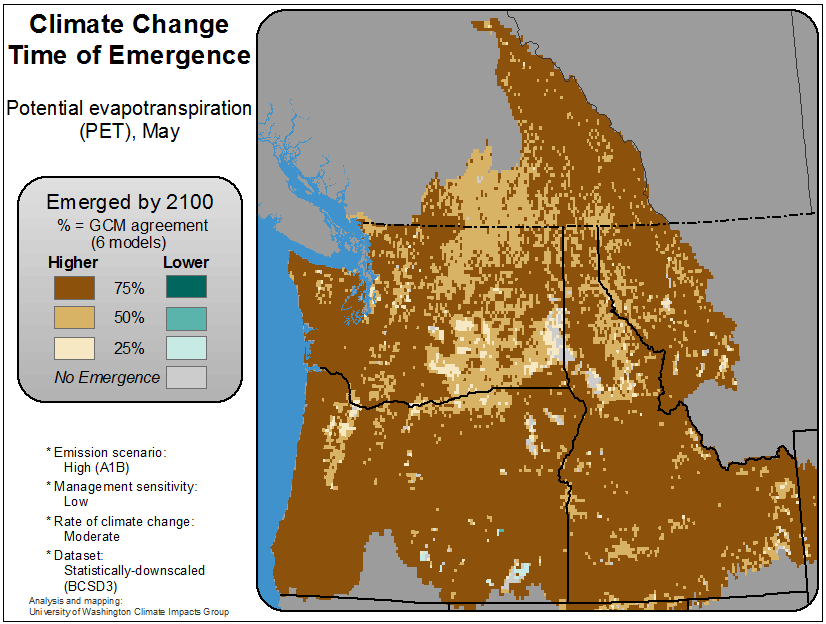 Climate Change
Time of Emergence
Potential evapotranspiration
(PET), May
Emerged by 2100
% = GCM agreement
(6 models)
Higher Lower
75%
50%
25%
No Emergence
* Emission scenario:
High (A1B)
* Management sensitivity:
Low
* Rate of climate change:
Moderate
* Dataset:
Statistically-downscaled
(BCSD3)
Analysis and mapping:
University of Washington Climate Impacts Group